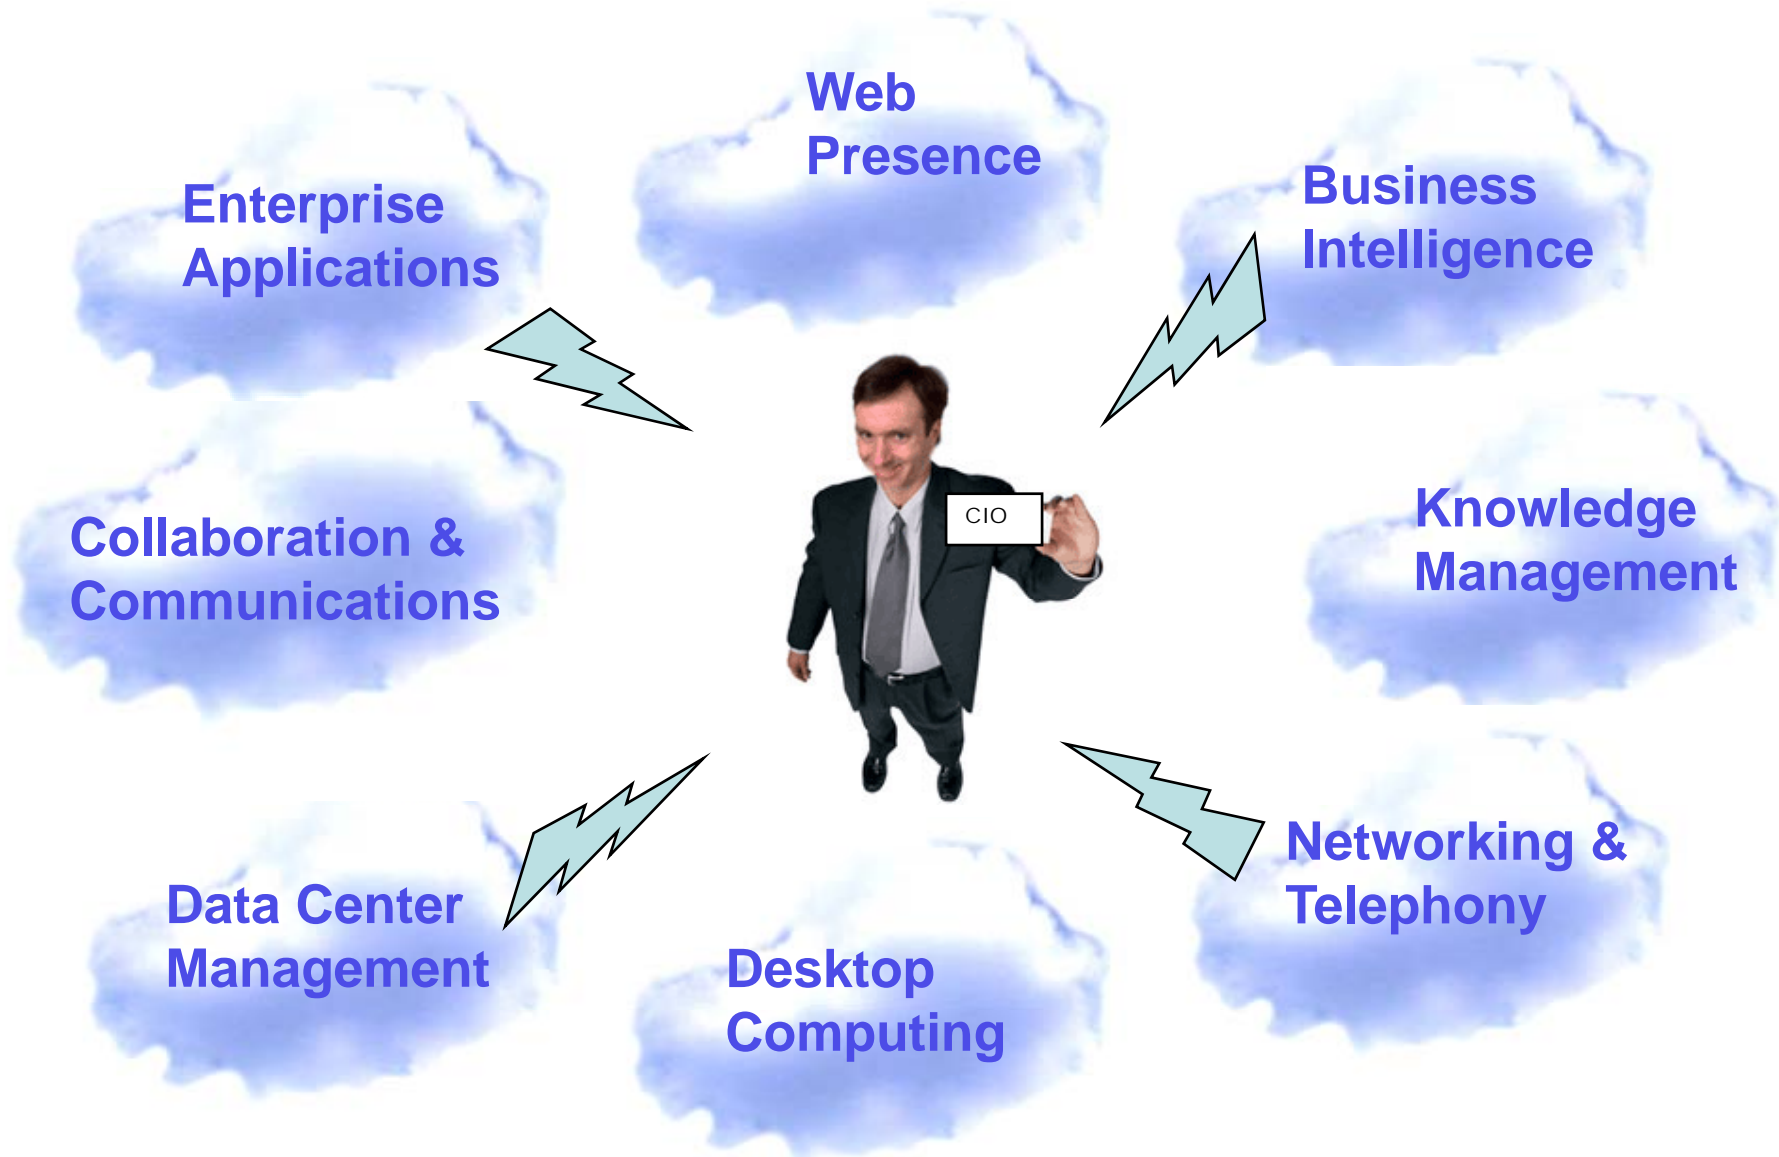 Web
Presence
Enterprise
Applications
Business
Intelligence
CIO
Collaboration &
Communications
Knowledge
Management
Networking &
Telephony
Data Center
Management
Desktop
Computing